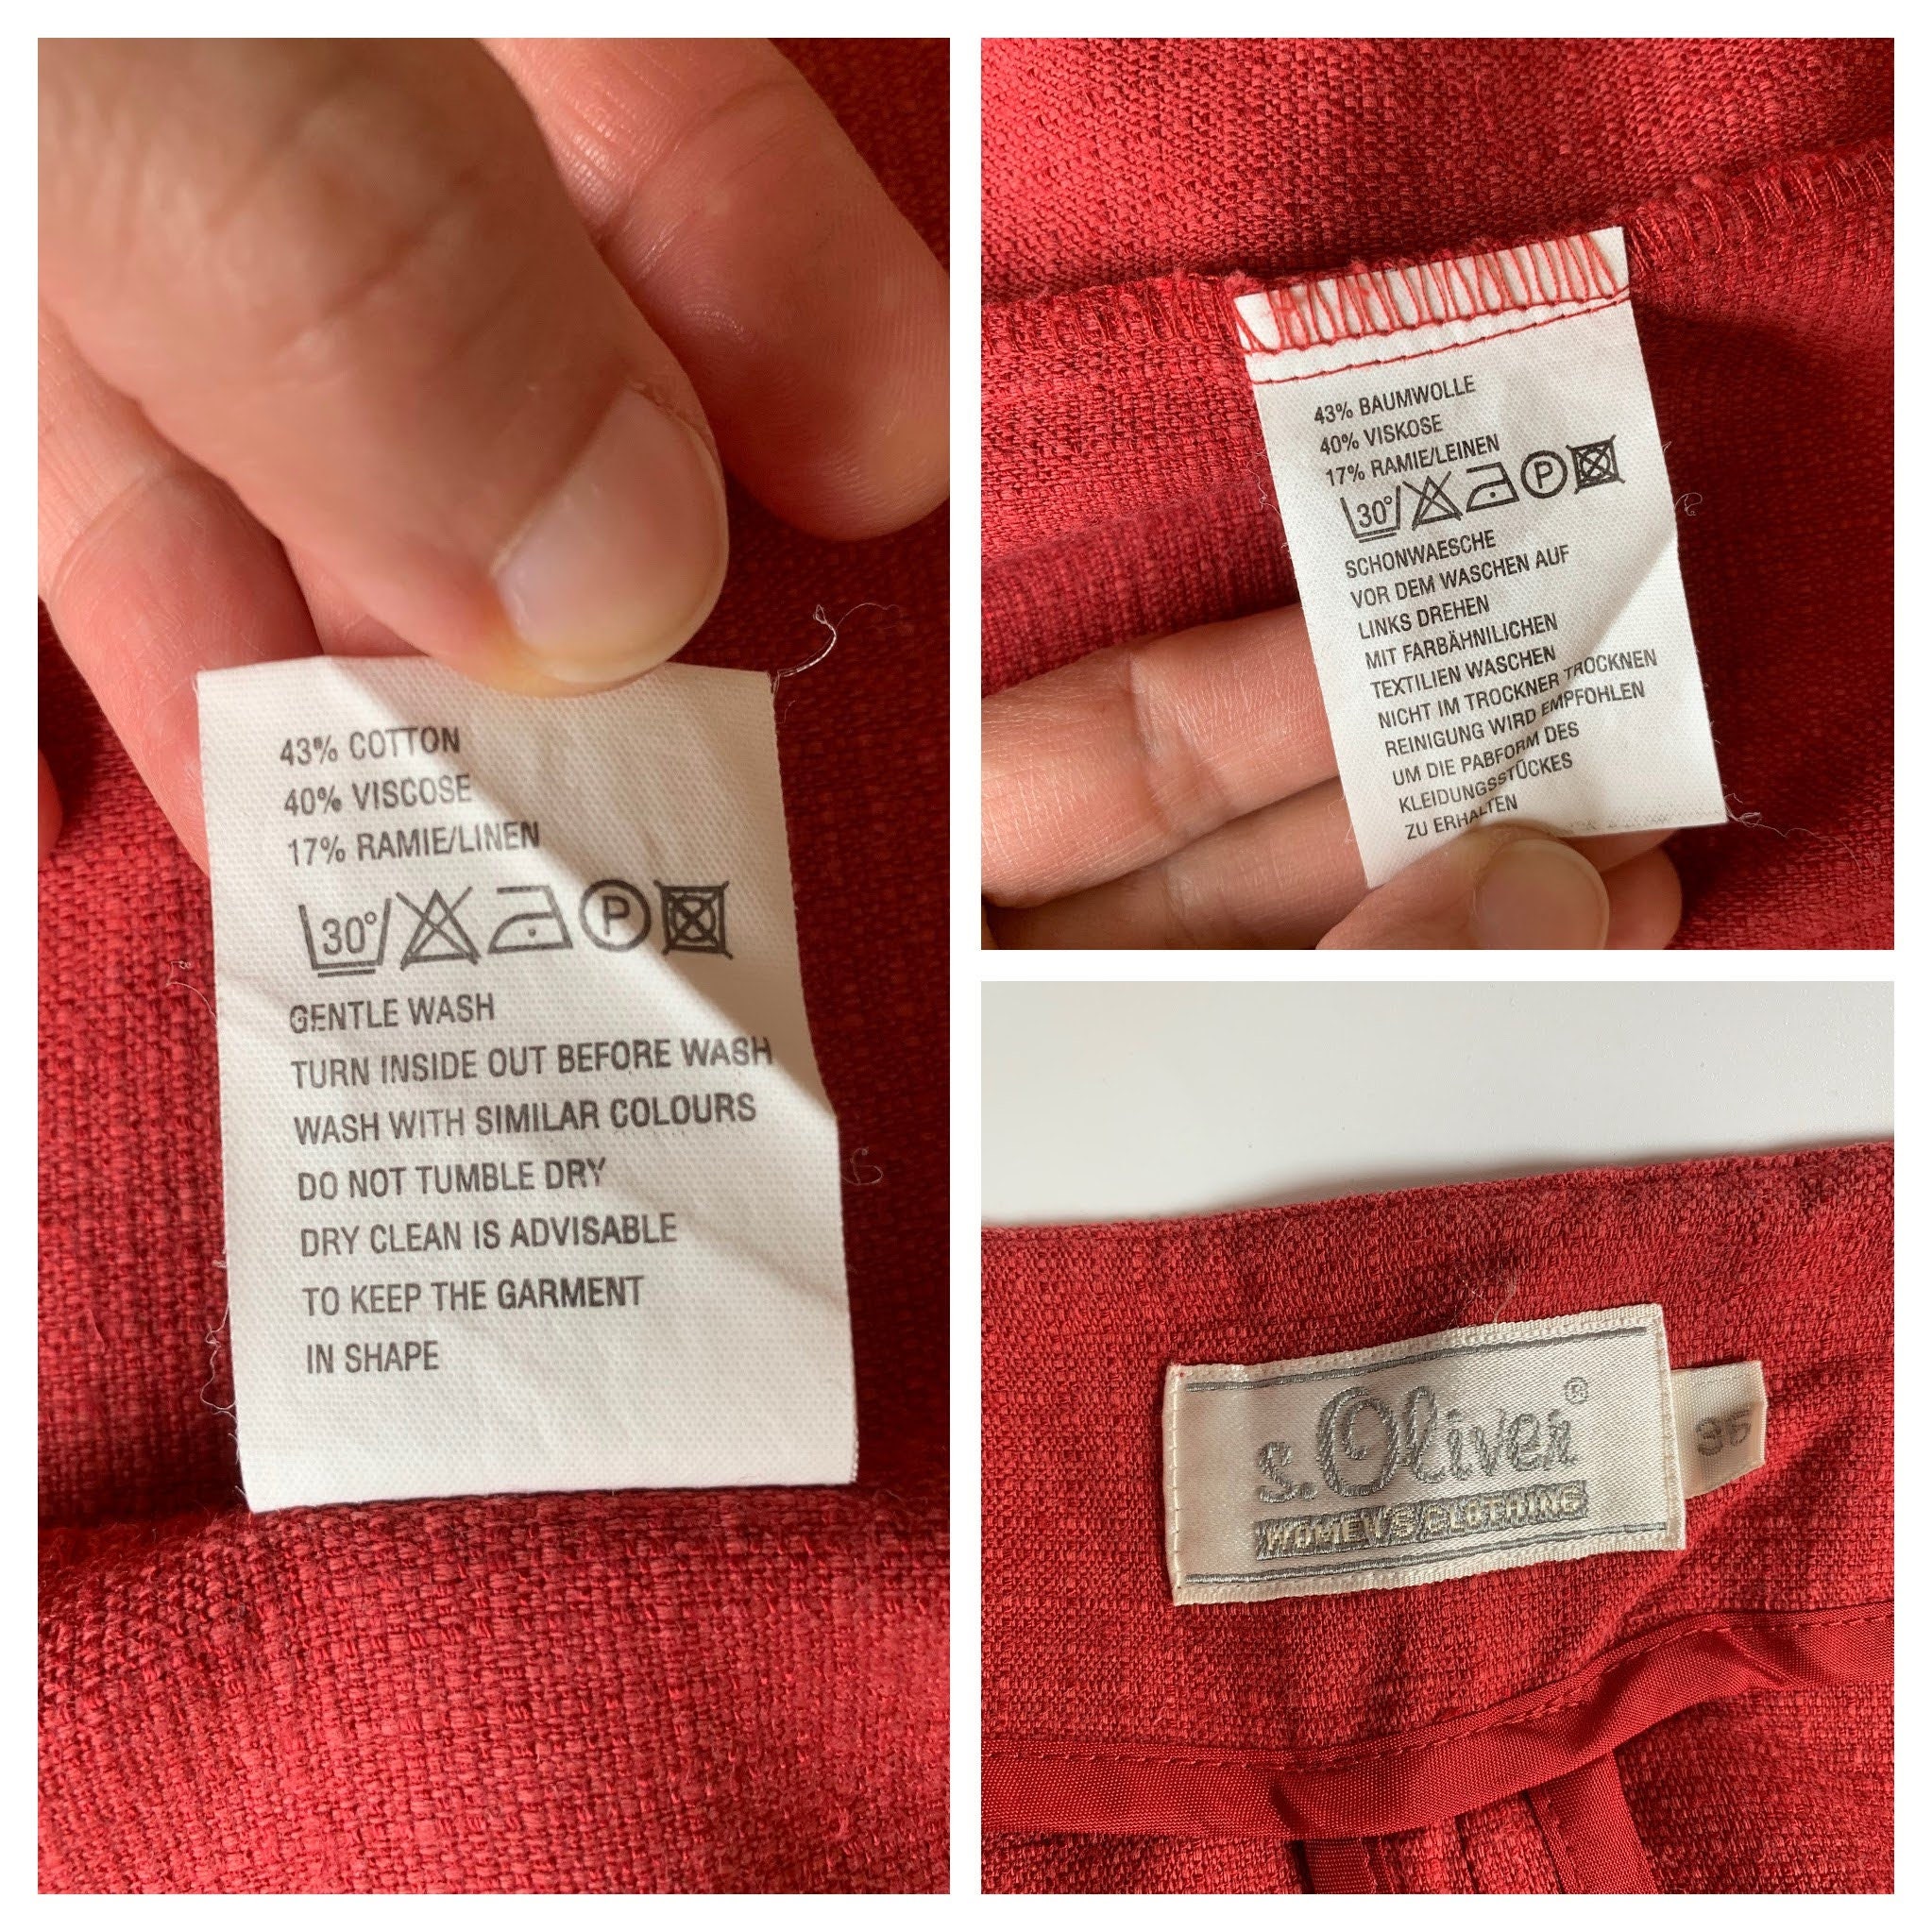 43% COTTON
40% VISCOSE
17% RAMIE/LINEN
30° P
GENTLE WASH
TURN INSIDE OUT BEFORE WASH
WASH WITH SIMILAR COLOURS
DO NOT TUMBLE DRY
DRY CLEAN IS ADVISABLE
TO KEEP THE GARMENT
IN SHAPE
43% BAUMWOLLE
40% VISKOSE
17% RAMIE/LEINEN
30° P
SCHONWAESCHE
VOR DEM WASCHEN AUF
LINKS DREHEN
MIT FARBÄHNILICHEN
TEXTILIEN WASCHEN
NICHT IM TROCKNER TROCKNEN
REINIGUNG WIRD EMPFOHLEN
UM DIE PABFORM DES
KLEIDUNGSSTÜCKES
ZU ERHALTEN
s.Oliver®
WOMEN'S CLOTHING